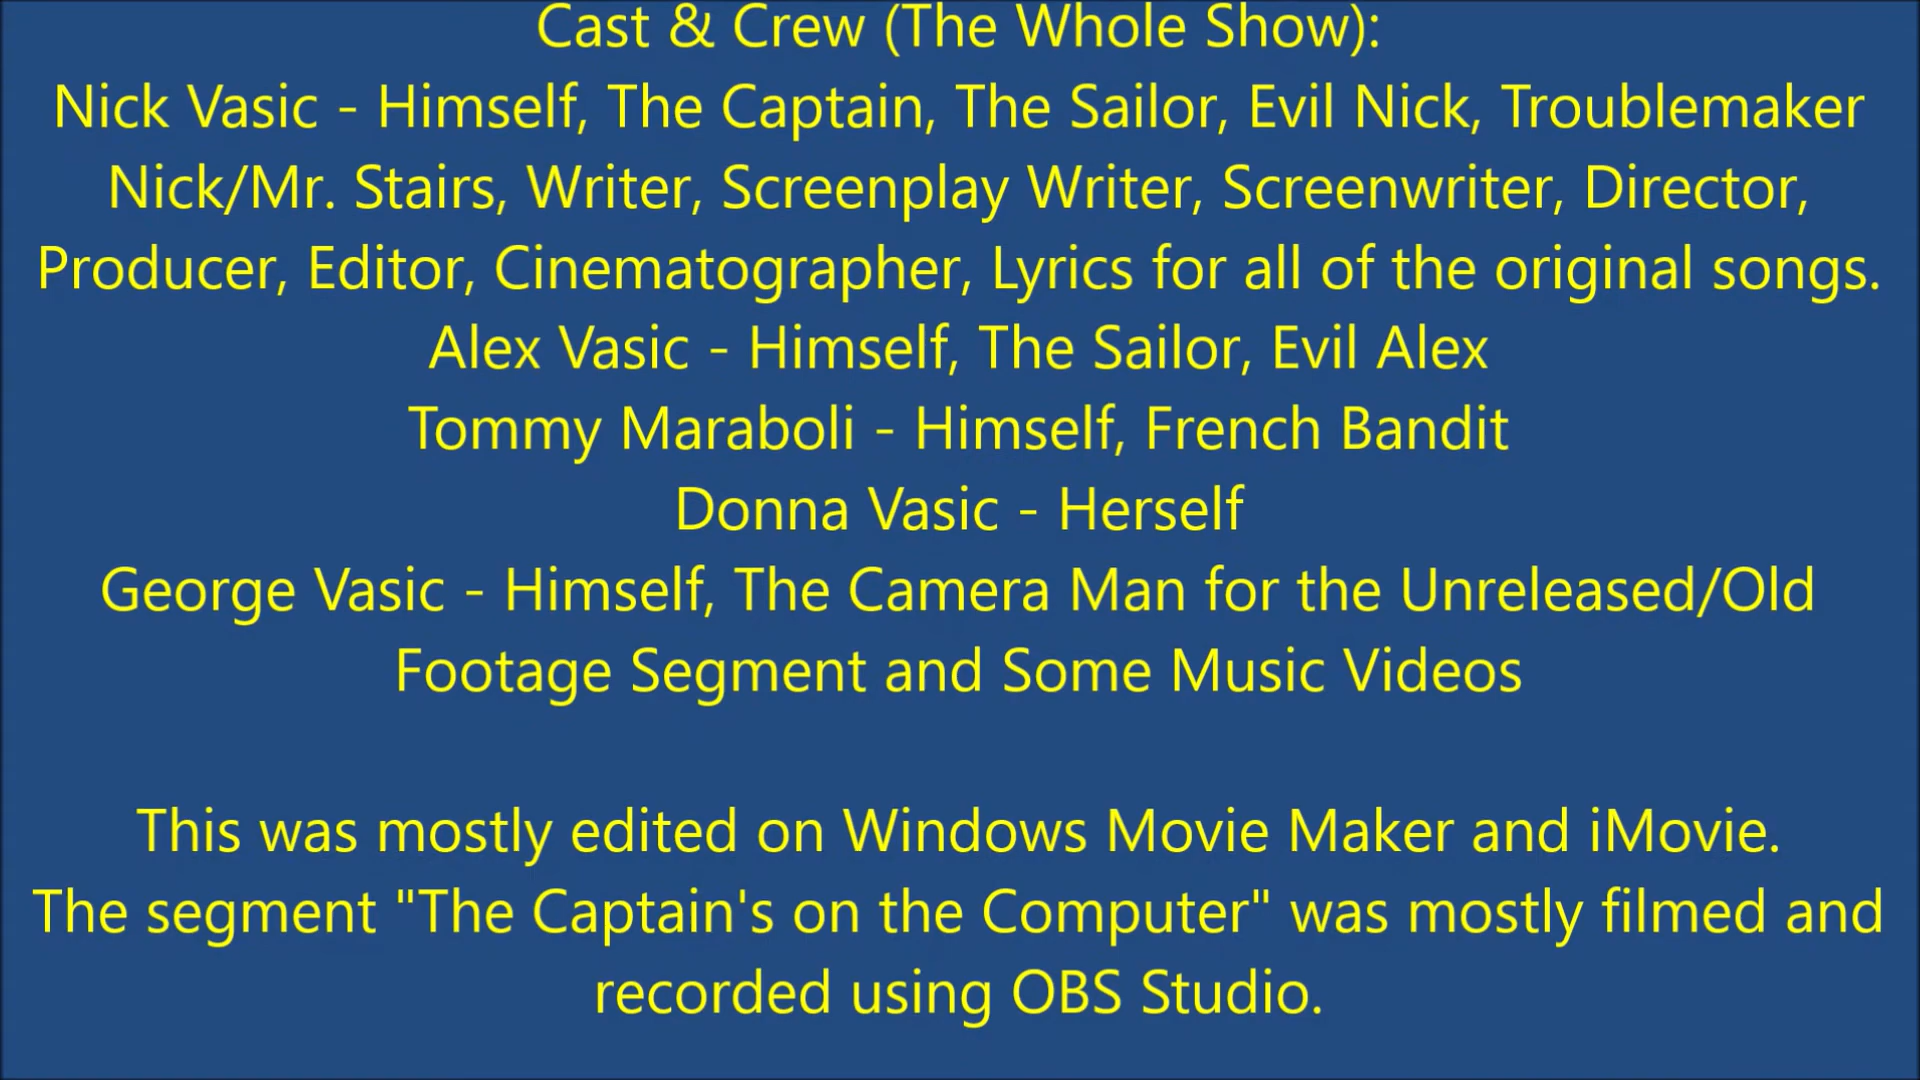 Cast & Crew (The Whole Show):
Nick Vasic - Himself, The Captain, The Sailor, Evil Nick, Troublemaker
Nick/Mr. Stairs, Writer, Screenplay Writer, Screenwriter, Director,
Producer, Editor, Cinematographer, Lyrics for all of the original songs.
Alex Vasic - Himself, The Sailor, Evil Alex
Tommy Maraboli - Himself, French Bandit
Donna Vasic - Herself
George Vasic - Himself, The Camera Man for the Unreleased/Old
Footage Segment and Some Music Videos
This was mostly edited on Windows Movie Maker and iMovie.
The segment "The Captain's on the Computer" was mostly filmed and
recorded using OBS Studio.